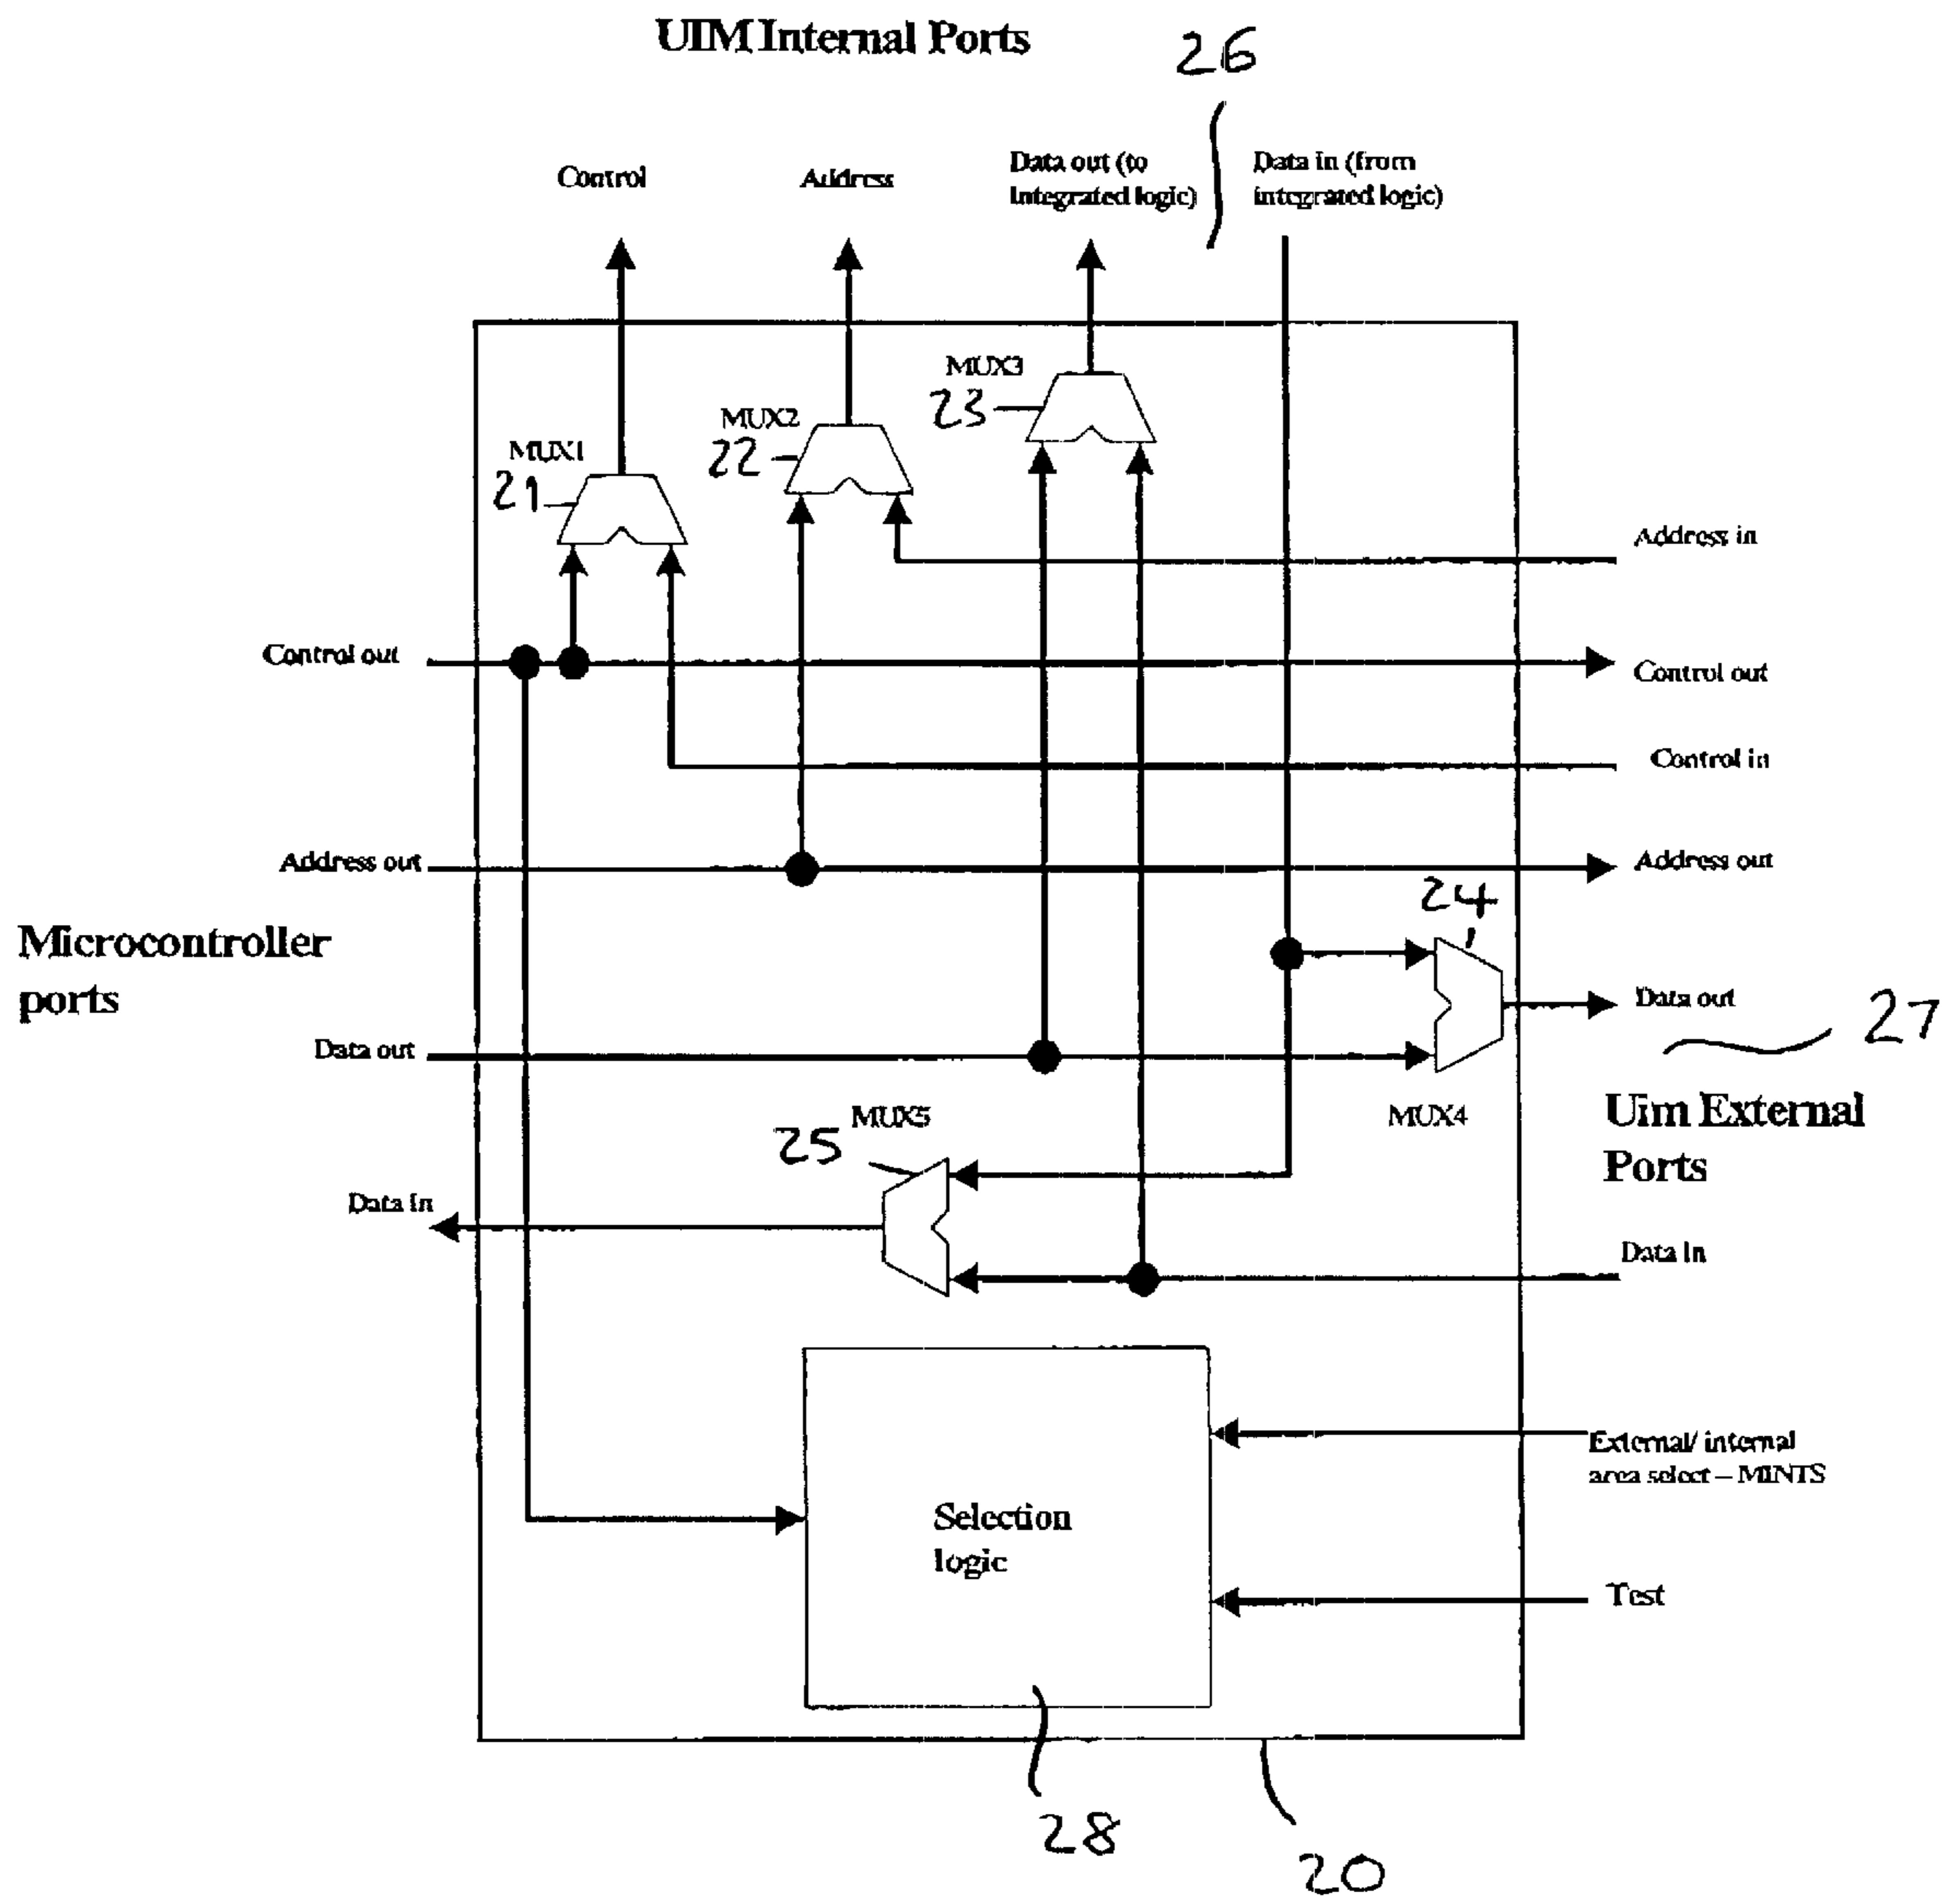 UIM Internal Ports
26
Control
Address
Data out (to
integrated logic)
Data in (from
integrated logic)
MUX3
23
MUX2
22
MUX1
21
Address in
Control out
Control out
Control in
Address out
Address out
24
Microcontroller
ports
Data out
27
Data out
MUX5
MUX4
Uim External
Ports
25
Data in
Data in
External/ internal
area select – MINTS
Selection
logic
Test
28
20